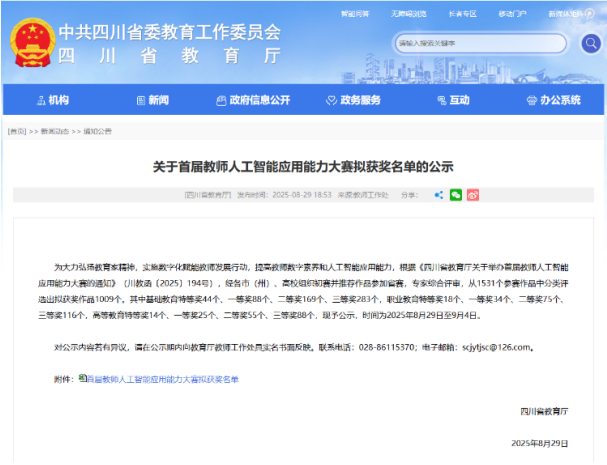 智能问答 无障碍浏览 长者专区 移动门户 新媒体矩阵
中共四川省委教育工作委员会
四川省教育厅
请输入搜索关键字
机构 新闻 政府信息公开 政务服务 互动 办公系统
[首页] >> 新闻动态 >> 通知公告
关于首届教师人工智能应用能力大赛拟获奖名单的公示
[四川省教育厅] 发布时间：2025-08-29 18:53 来源:教师工作处 分享：
为大力弘扬教育家精神，实施数字化赋能教师发展行动，提高教师数字素养和人工智能应用能力，根据《四川省教育厅关于举办首届教师人工智能
应用能力大赛的通知》（川教函〔2025〕194号），经各市（州）、高校组织初赛并推荐作品参加省赛，专家综合评审，从1531个参赛作品中分类评
选出拟获奖作品1009个。其中基础教育特等奖44个、一等奖88个、二等奖169个、三等奖283个，职业教育特等奖18个、一等奖34个、二等奖75个、
三等奖116个，高等教育特等奖14个、一等奖25个、二等奖55个、三等奖88个，现予公示，时间为2025年8月29日至9月4日。
对公示内容若有异议，请在公示期内向教育厅教师工作处员实名书面反映。联系电话：028-86115370；电子邮箱：scjytjsc@126.com。
附件： 首届教师人工智能应用能力大赛拟获奖名单
四川省教育厅
2025年8月29日